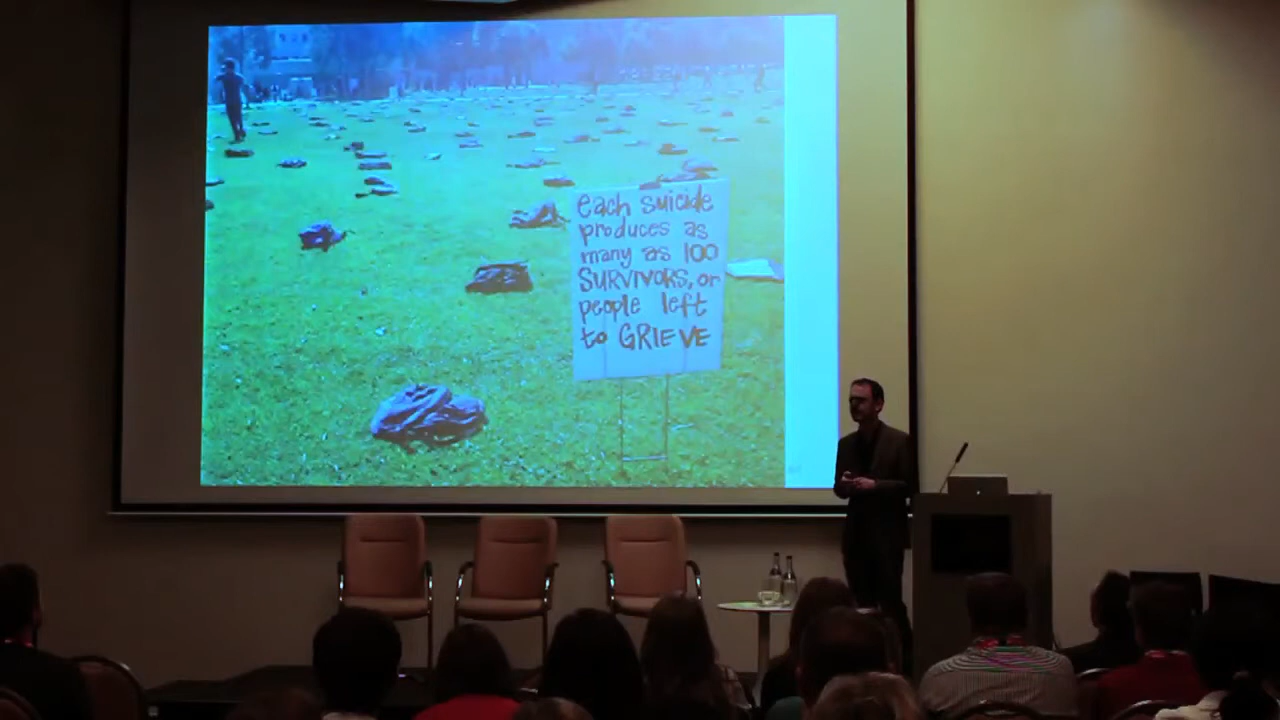 each suicide
produces as
many as 100
SURVIVORS, or
people left
to GRIEVE